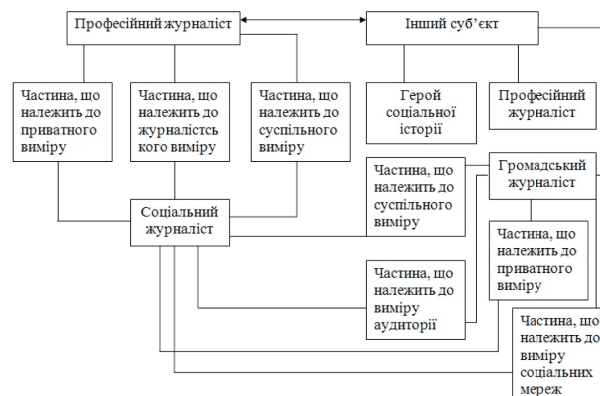 Професійний журналіст
Інший суб’єкт
Частина, що
належить до
приватного
виміру
Частина, що
належить до
журналістсь
кого виміру
Частина, що
належить до
суспільного
виміру
Герой
соціальної
історії
Професійний
журналіст
Соціальний
журналіст
Частина, що
належить до
суспільного
виміру
Громадський
журналіст
Частина, що
належить до
приватного
виміру
Частина, що
належить до
виміру
аудиторії
Частина, що
належить до
виміру
соціальних
мереж